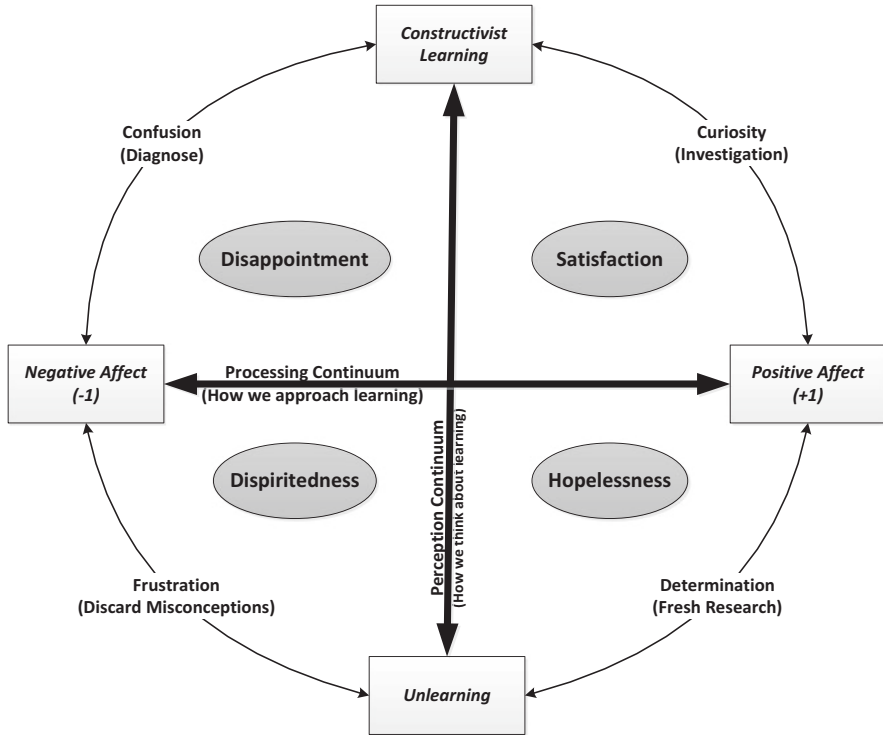 Constructivist
Learning
Confusion
(Diagnose)
Curiosity
(Investigation)
Disappointment
Satisfaction
Negative Affect
(-1)
Processing Continuum
(How we approach learning)
Positive Affect
(+1)
Perception Continuum
(How we think about learning)
Dispiritedness
Hopelessness
Frustration
(Discard Misconceptions)
Determination
(Fresh Research)
Unlearning